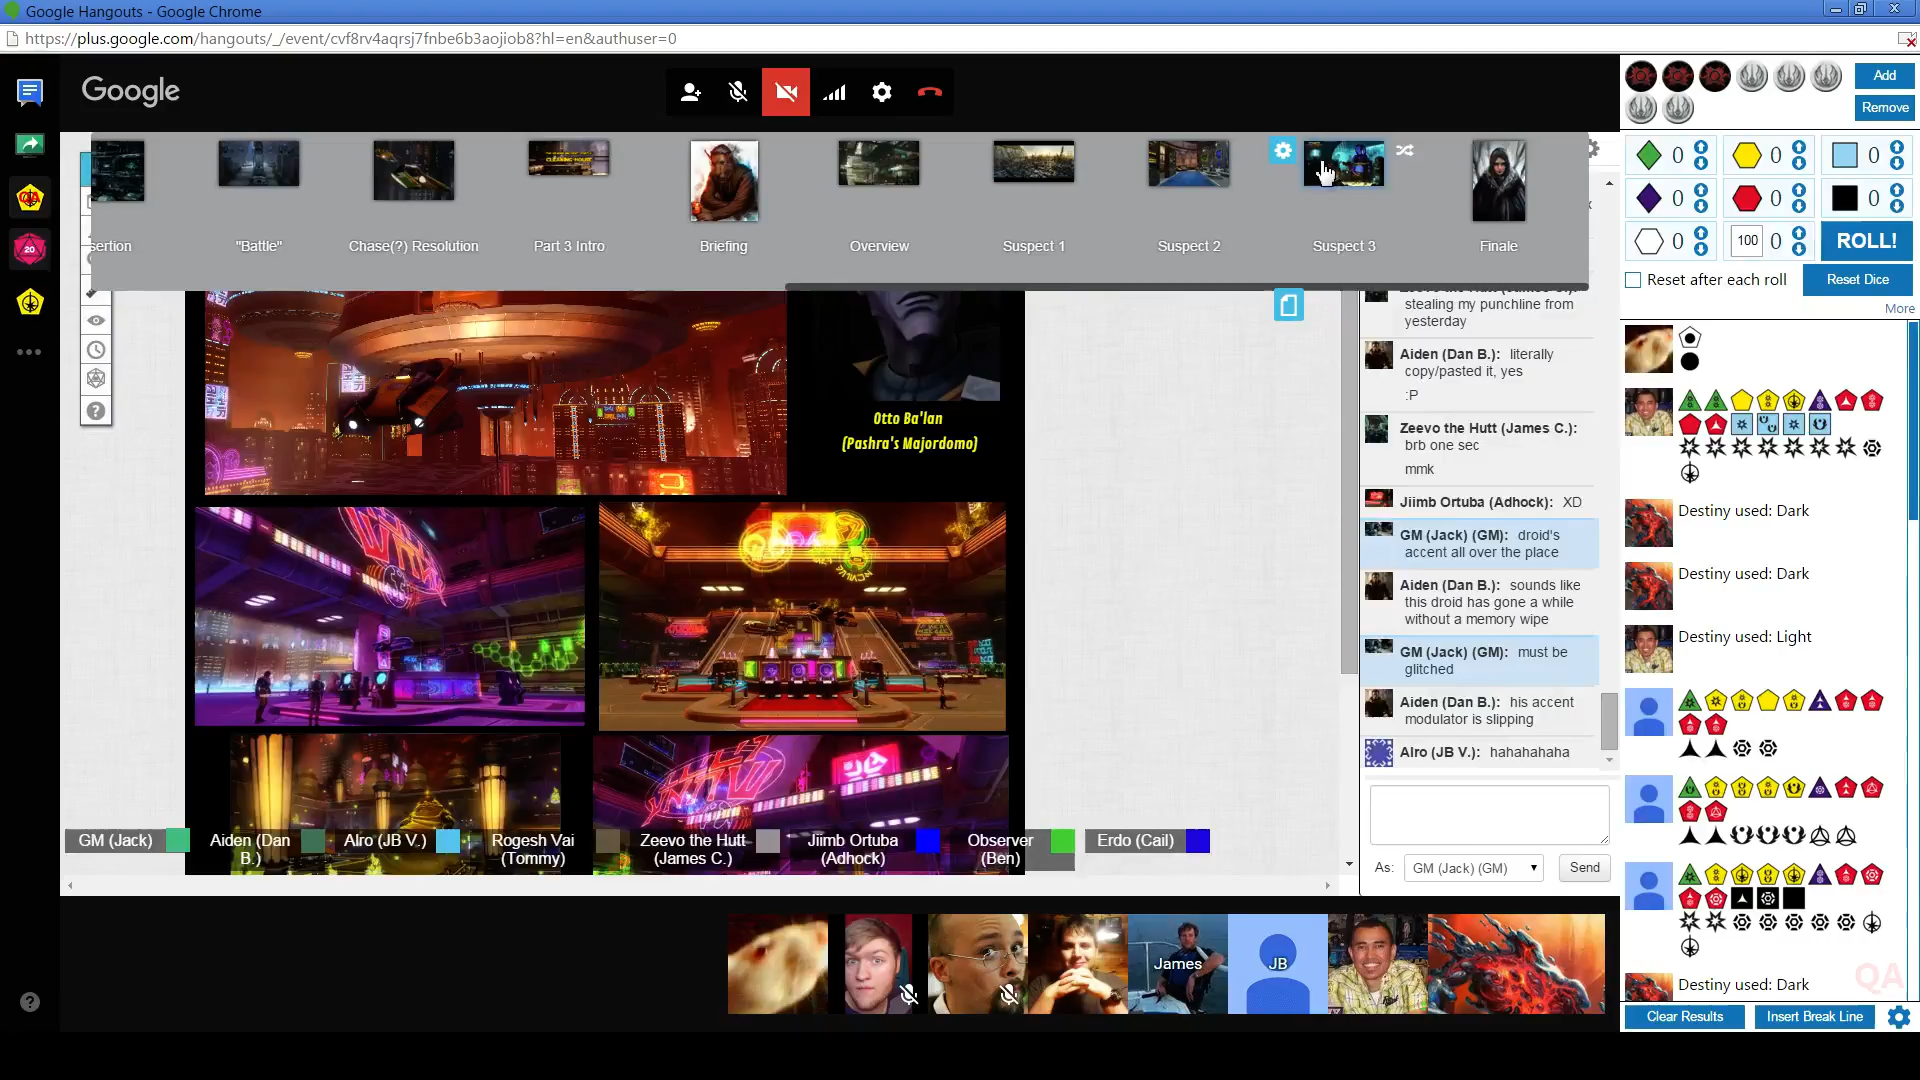 Google Hangouts - Google Chrome
https://plus.google.com/hangouts/_/event/cvf8rv4aqrsj7fnbe6b3aojiob8?hl=en&authuser=0
Google
Add
Remove
0
0
0
0
0
0
0
100
0
ROLL!
Reset after each roll
Reset Dice
More
sertion
"Battle"
Chase(?) Resolution
Part 3 Intro
Briefing
Overview
Suspect 1
Suspect 2
Suspect 3
Finale
CLEANING HOUSE
Otto Ba'lan
(Pashra's Majordomo)
stealing my punchline from
yesterday
Aiden (Dan B.): literally
copy/pasted it, yes
:P
Zeevo the Hutt (James C.):
brb one sec
mmk
Jiimb Ortuba (Adhock): XD
GM (Jack) (GM): droid's
accent all over the place
Aiden (Dan B.): sounds like
this droid has gone a while
without a memory wipe
GM (Jack) (GM): must be
glitched
Aiden (Dan B.): his accent
modulator is slipping
Alro (JB V.): hahahaha
As:
GM (Jack) (GM)
Send
GM (Jack)
Aiden (Dan
B.)
Alro (JB V.)
Rogesh Vai
(Tommy)
Zeevo the Hutt
(James C.)
Jiimb Ortuba
(Adhock)
Observer
(Ben)
Erdo (Cail)
James
JB
Destiny used: Dark
Destiny used: Dark
Destiny used: Light
Destiny used: Dark
QA
Clear Results
Insert Break Line
QA
20